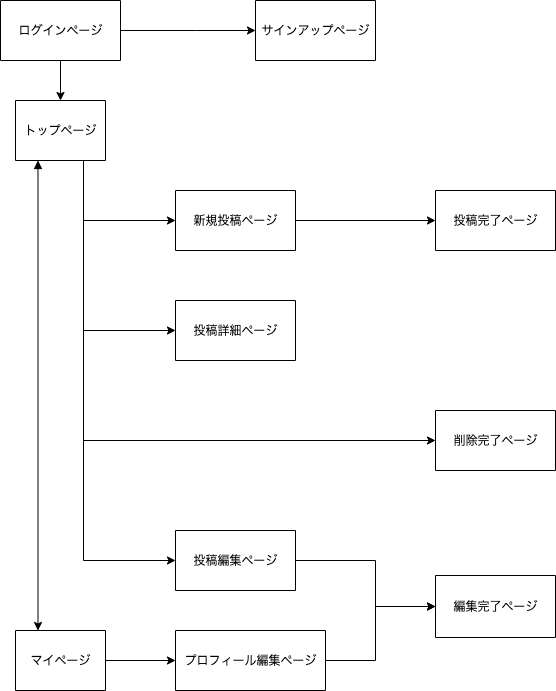 ログインページ
サインアップページ
トップページ
新規投稿ページ
投稿完了ページ
投稿詳細ページ
削除完了ページ
投稿編集ページ
編集完了ページ
マイページ
プロフィール編集ページ